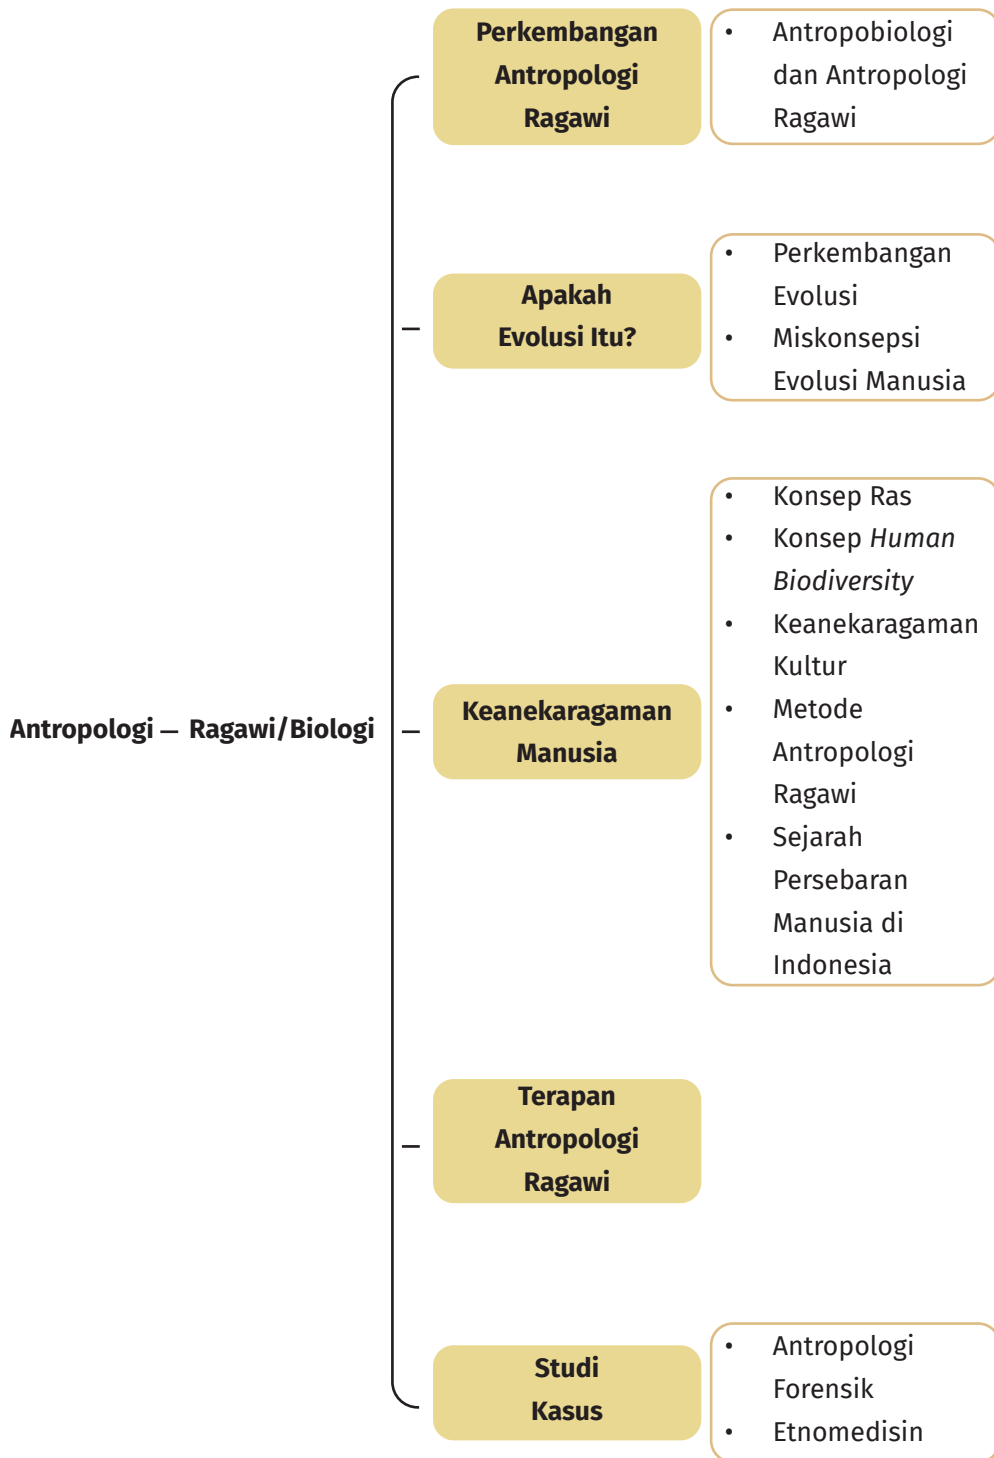 Perkembangan
Antropologi
Ragawi
• Antropobiologi
dan Antropologi
Ragawi
Apakah
Evolusi Itu?
• Perkembangan
Evolusi
• Miskonsepsi
Evolusi Manusia
Antropologi — Ragawi/Biologi
Keanekaragaman
Manusia
• Konsep Ras
• Konsep Human
Biodiversity
• Keanekaragaman
Kultur
• Metode
Antropologi
Ragawi
• Sejarah
Persebaran
Manusia di
Indonesia
Terapan
Antropologi
Ragawi
Studi
Kasus
• Antropologi
Forensik
• Etnomedisin